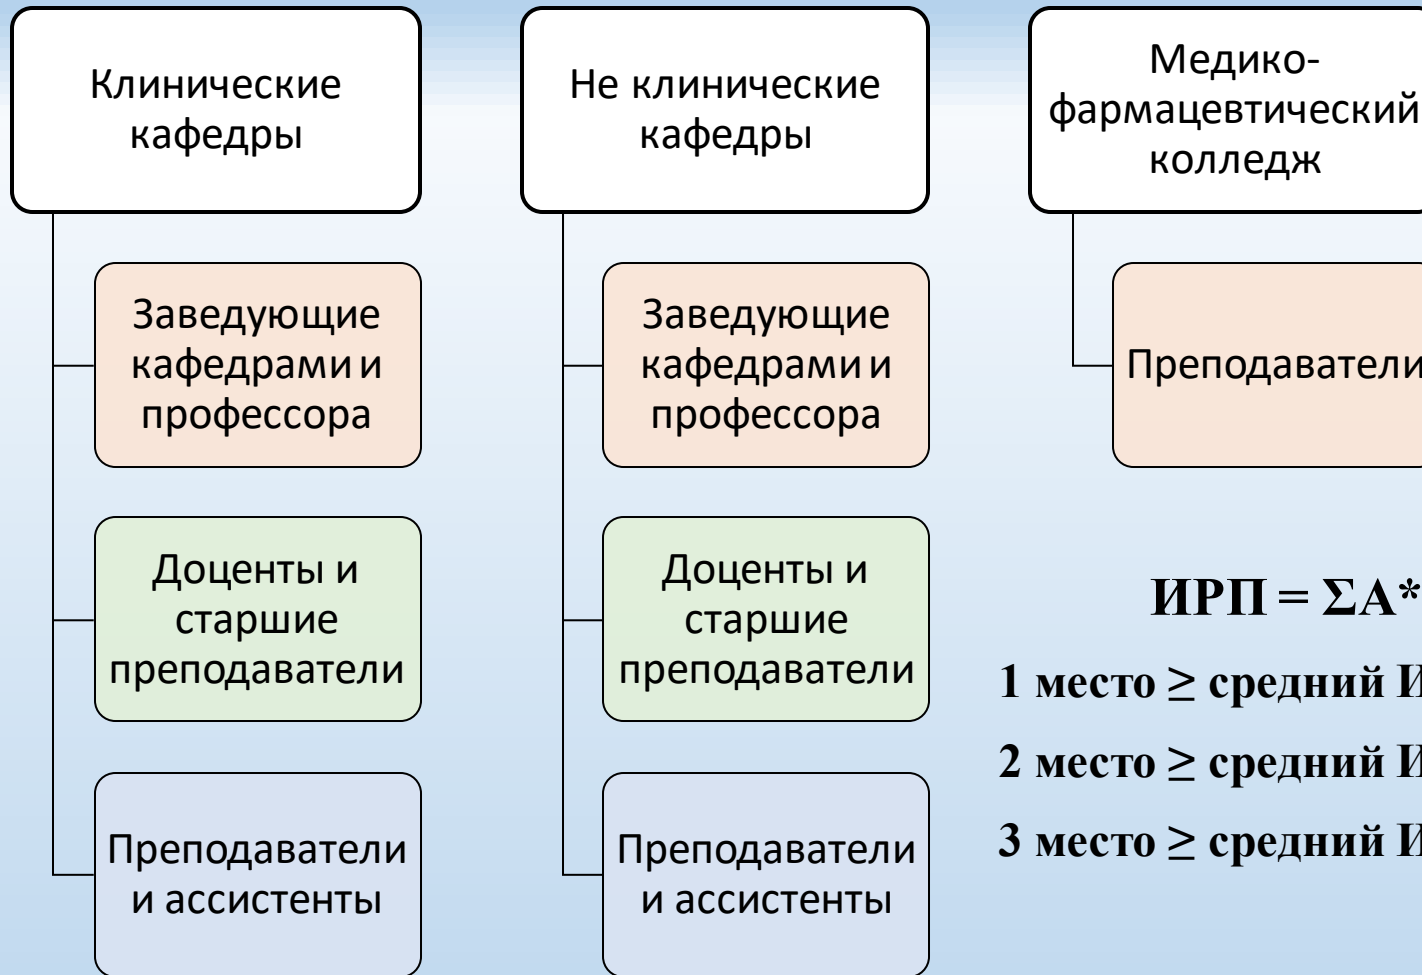 Клинические
кафедры
Заведующие
кафедрами и
профессора
Доценты и
старшие
преподаватели
Преподаватели
и ассистенты
Не клинические
кафедры
Заведующие
кафедрами и
профессора
Доценты и
старшие
преподаватели
Преподаватели
и ассистенты
Медико-
фармацевтический
колледж
Преподаватели
ИРП = ΣА*
1 место ≥ средний
2 место ≥ средний
3 место ≥ средний